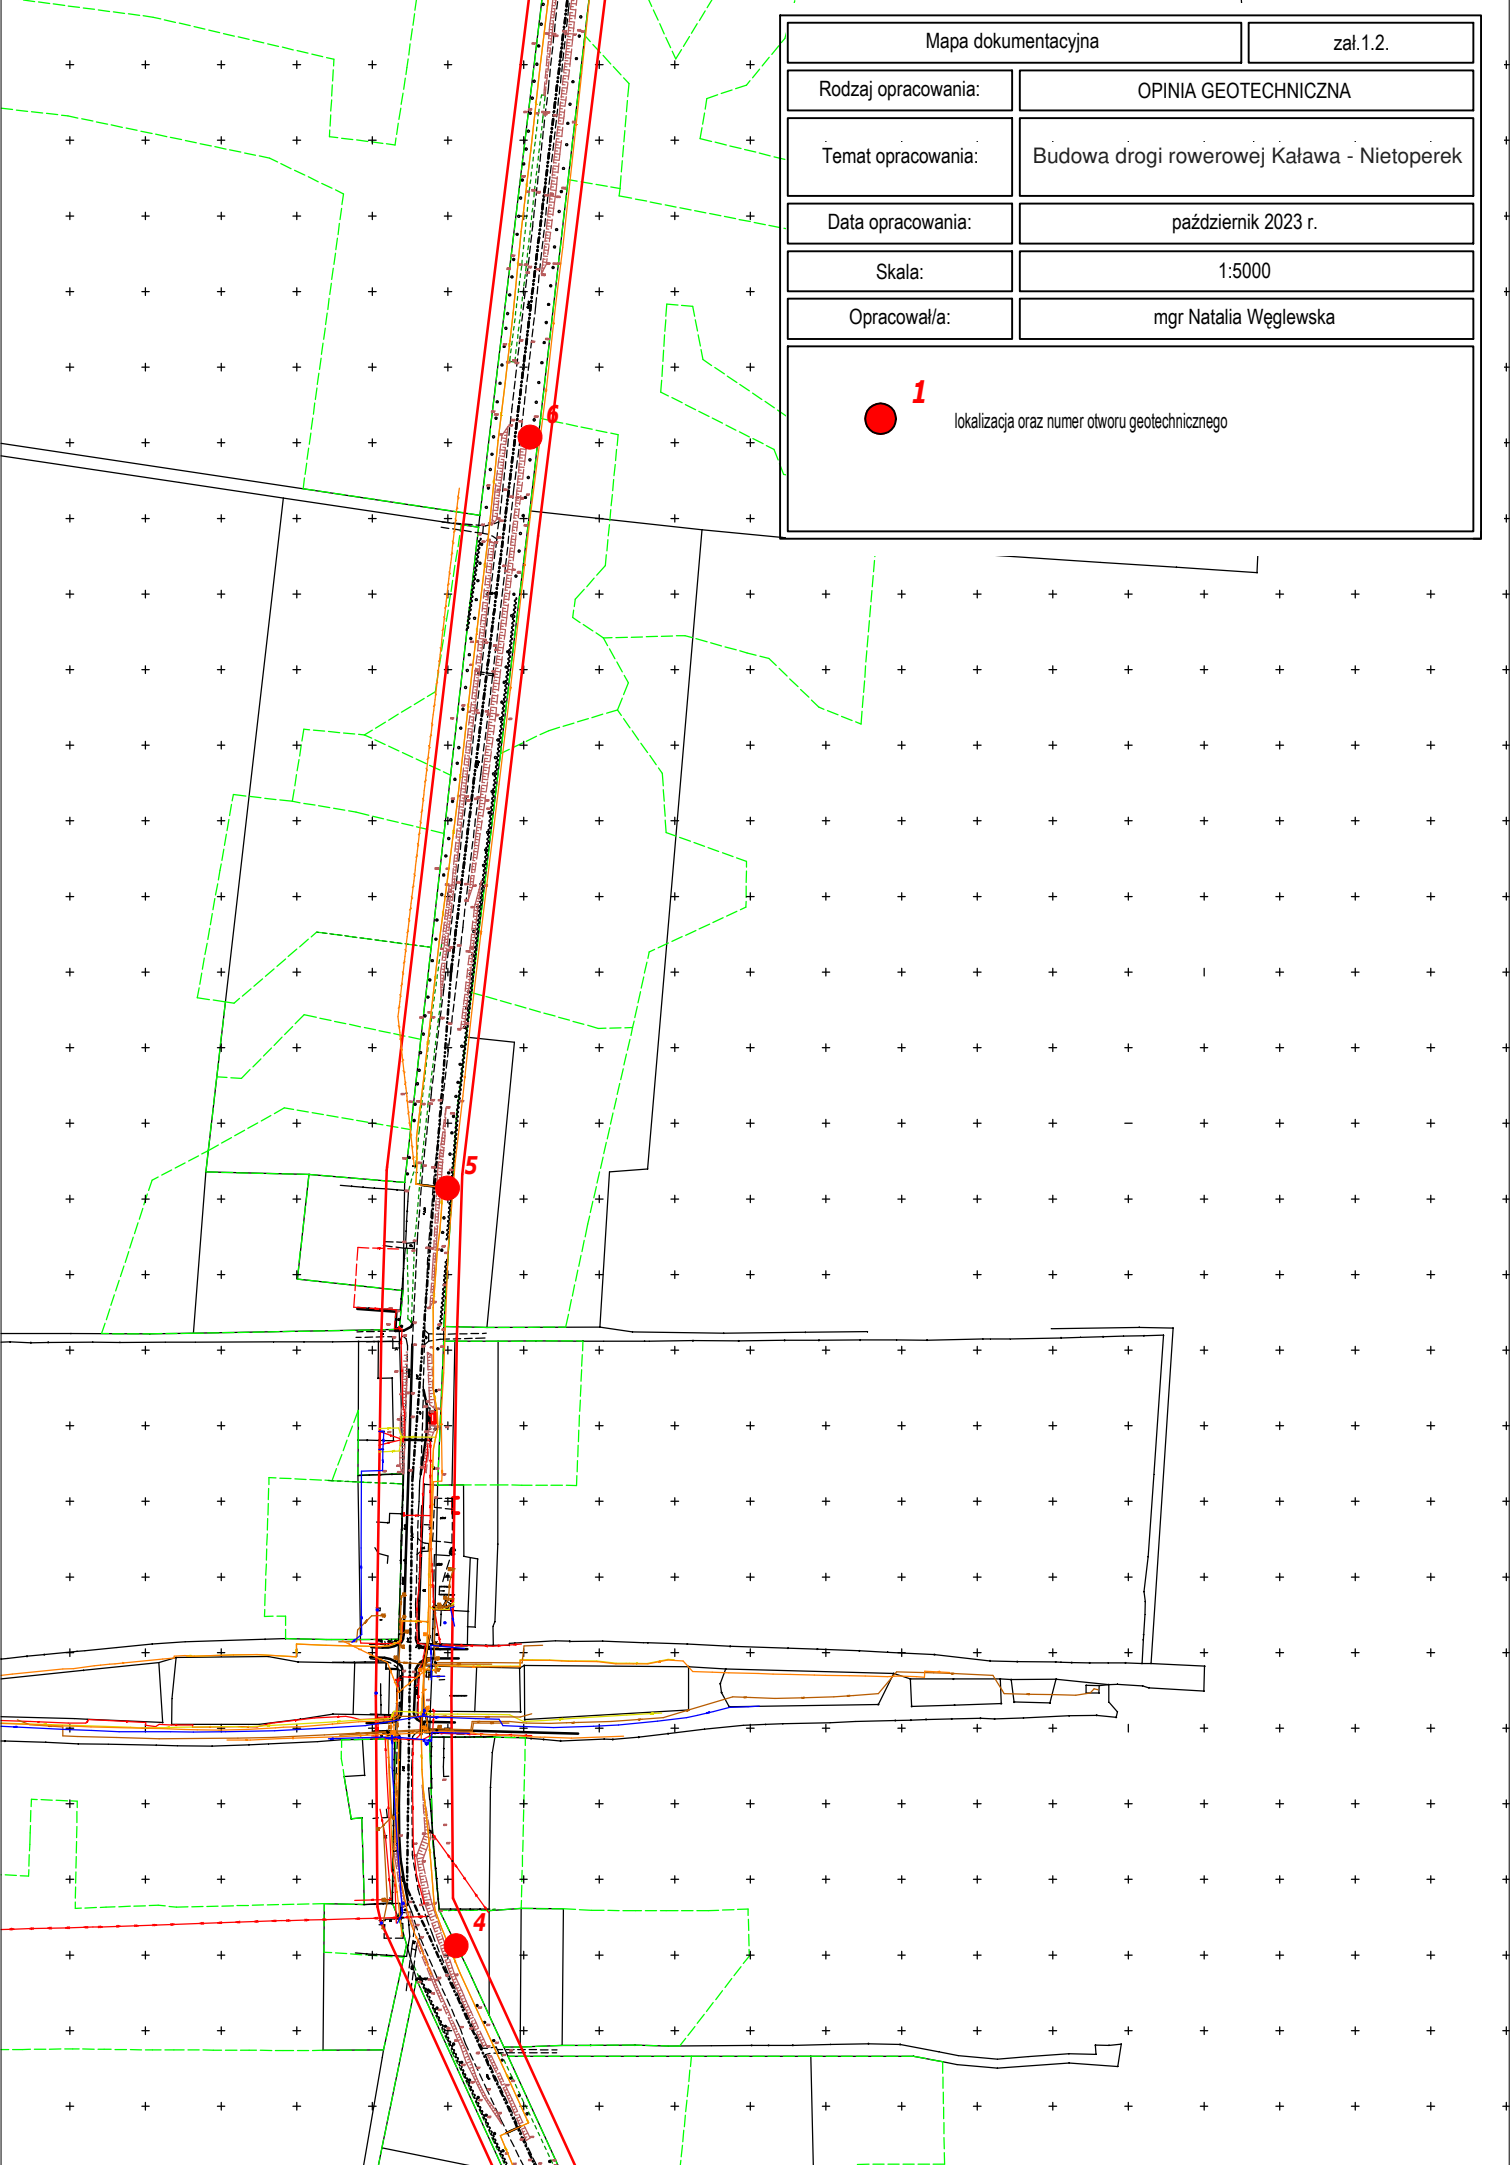 Mapa dokumentacyjna
zał.1.2.
Rodzaj opracowania:
OPINIA GEOTECHNICZNA
Temat opracowania:
Budowa drogi rowerowej Kaława - Nietoperek
Data opracowania:
październik 2023 r.
Skala:
1:5000
Opracował/a:
mgr Natalia Węglewska
1
lokalizacja oraz numer otworu geotechnicznego
6
5
4